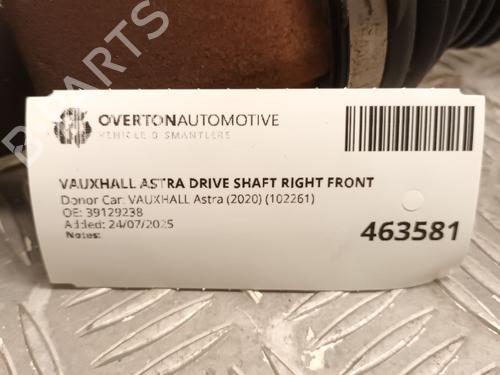 OVERTONAUTOMOTIVE
VEHICLE DISMANTLERS
VAUXHALL ASTRA DRIVE SHAFT RIGHT FRONT
Donor Car: VAUXHALL Astra (2020) (102261)
OE: 39129238
Added: 24/07/2025
Notes:
463581